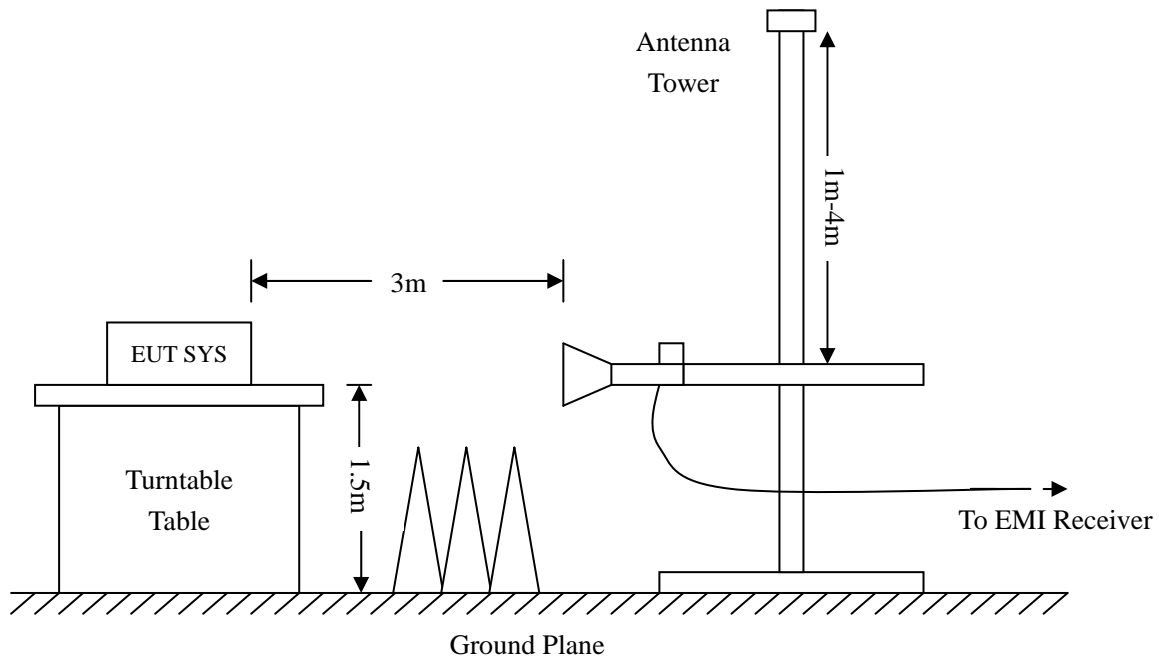 Antenna
Tower
1m-4m
3m
EUT SYS
1.5m
Turntable
Table
To EMI Receiver
Ground Plane